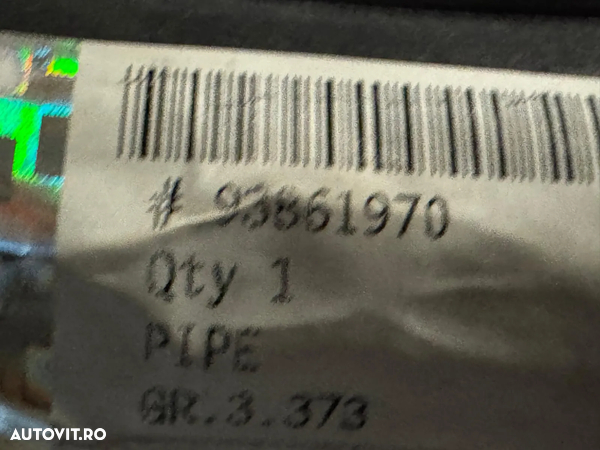 # 93861970
Qty 1
PIPE
GR.3.373
AUTOVIT.RO